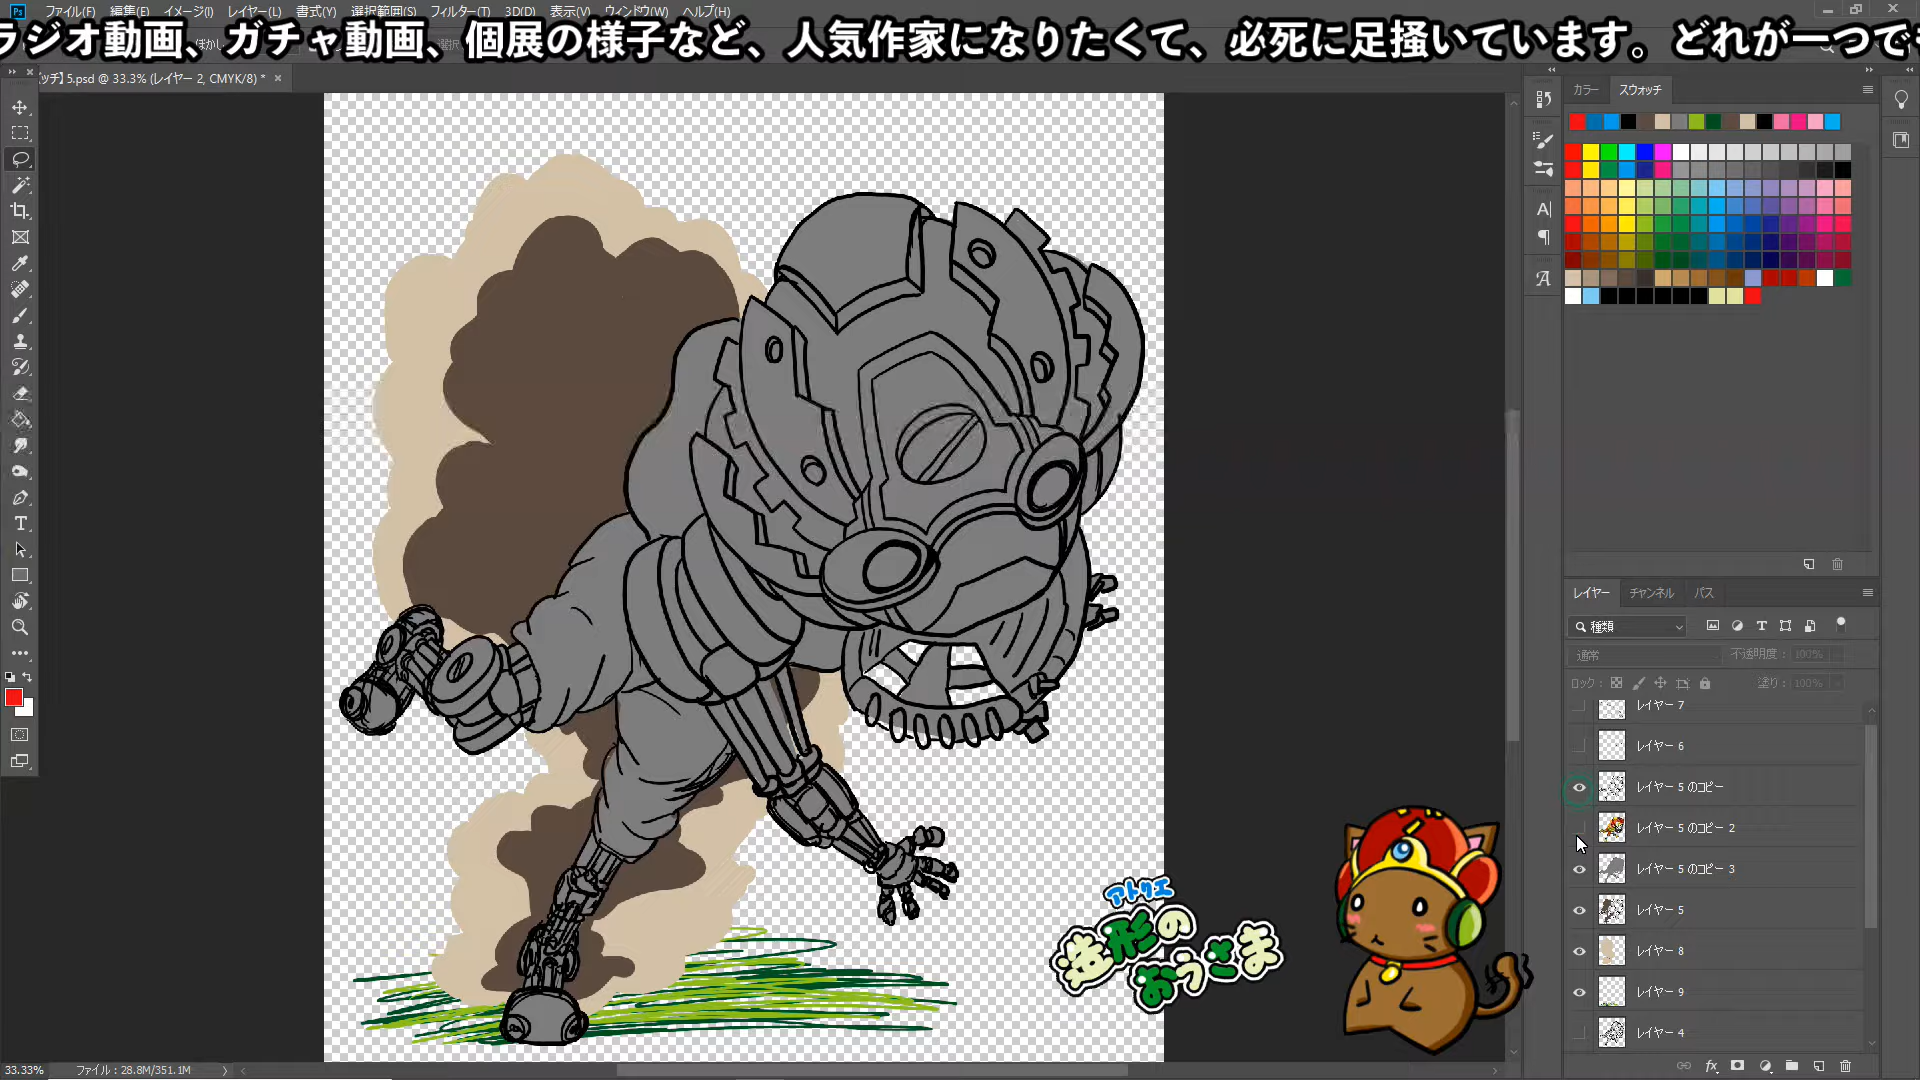 Ps ファイル(F) 編集(E) イメージ(I) レイヤー(L) 書式(Y) 選択範囲(S) フィルター(T) 3D(D) 表示(V) ウィンドウ(W) ヘルプ(H)
ラジオ動画、ガチャ動画、個展の様子など、人気作家になりたくて、必死に足掻いています。どれが一つで
ッチ】5.psd @ 33.3% (レイヤー 2, CMYK/8) * ×
カラー スウォッチ
レイヤー チャンネル パス
種類
通常 不透明度 : 100%
ロック : 塗り : 100%
レイヤー 7
レイヤー 6
レイヤー 5 のコピー
レイヤー 5 のコピー 2
レイヤー 5 のコピー 3
レイヤー 5
レイヤー 8
レイヤー 9
レイヤー 4
アトリエ
造形の
おうさま
33.33% ファイル : 28.8M/351.1M